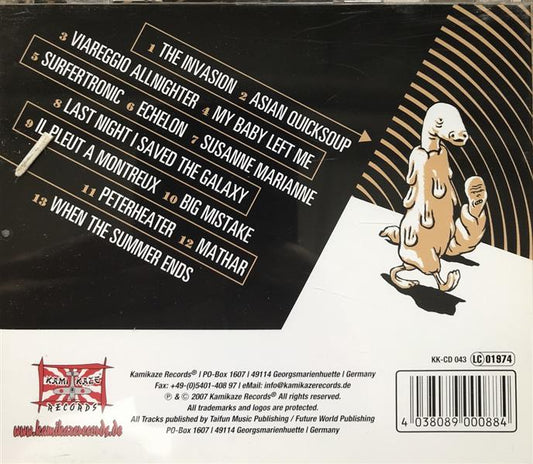 1 THE INVASION 2 ASIAN QUICKSOUP
3 VIAREGGIO ALLNIGHTER 4 MY BABY LEFT ME
5 SURFERTRONIC 6 ECHELON 7 SUSANNE MARIANNE
8 LAST NIGHT I SAVED THE GALAXY
9 IL PLEUT A MONTREUX 10 BIG MISTAKE
11 PETERHEATER 12 MATHAR
13 WHEN THE SUMMER ENDS
KAMIKAZE
RECORDS
www.kamikazerecords.de
Kamikaze Records® | PO-Box 1607 | 49114 Georgsmarienhuette | Germany
Fax: +49-(0)5401-408 97 | eMail: info@kamikazerecords.de
℗ & © 2007 Kamikaze Records® All rights reserved.
All trademarks and logos are protected.
All Tracks published by Taifun Music Publishing / Future World Publishing
PO-Box 1607 | 49114 Georgsmarienhuette | Germany
KK-CD 043 LC 01974
4 038089 000884